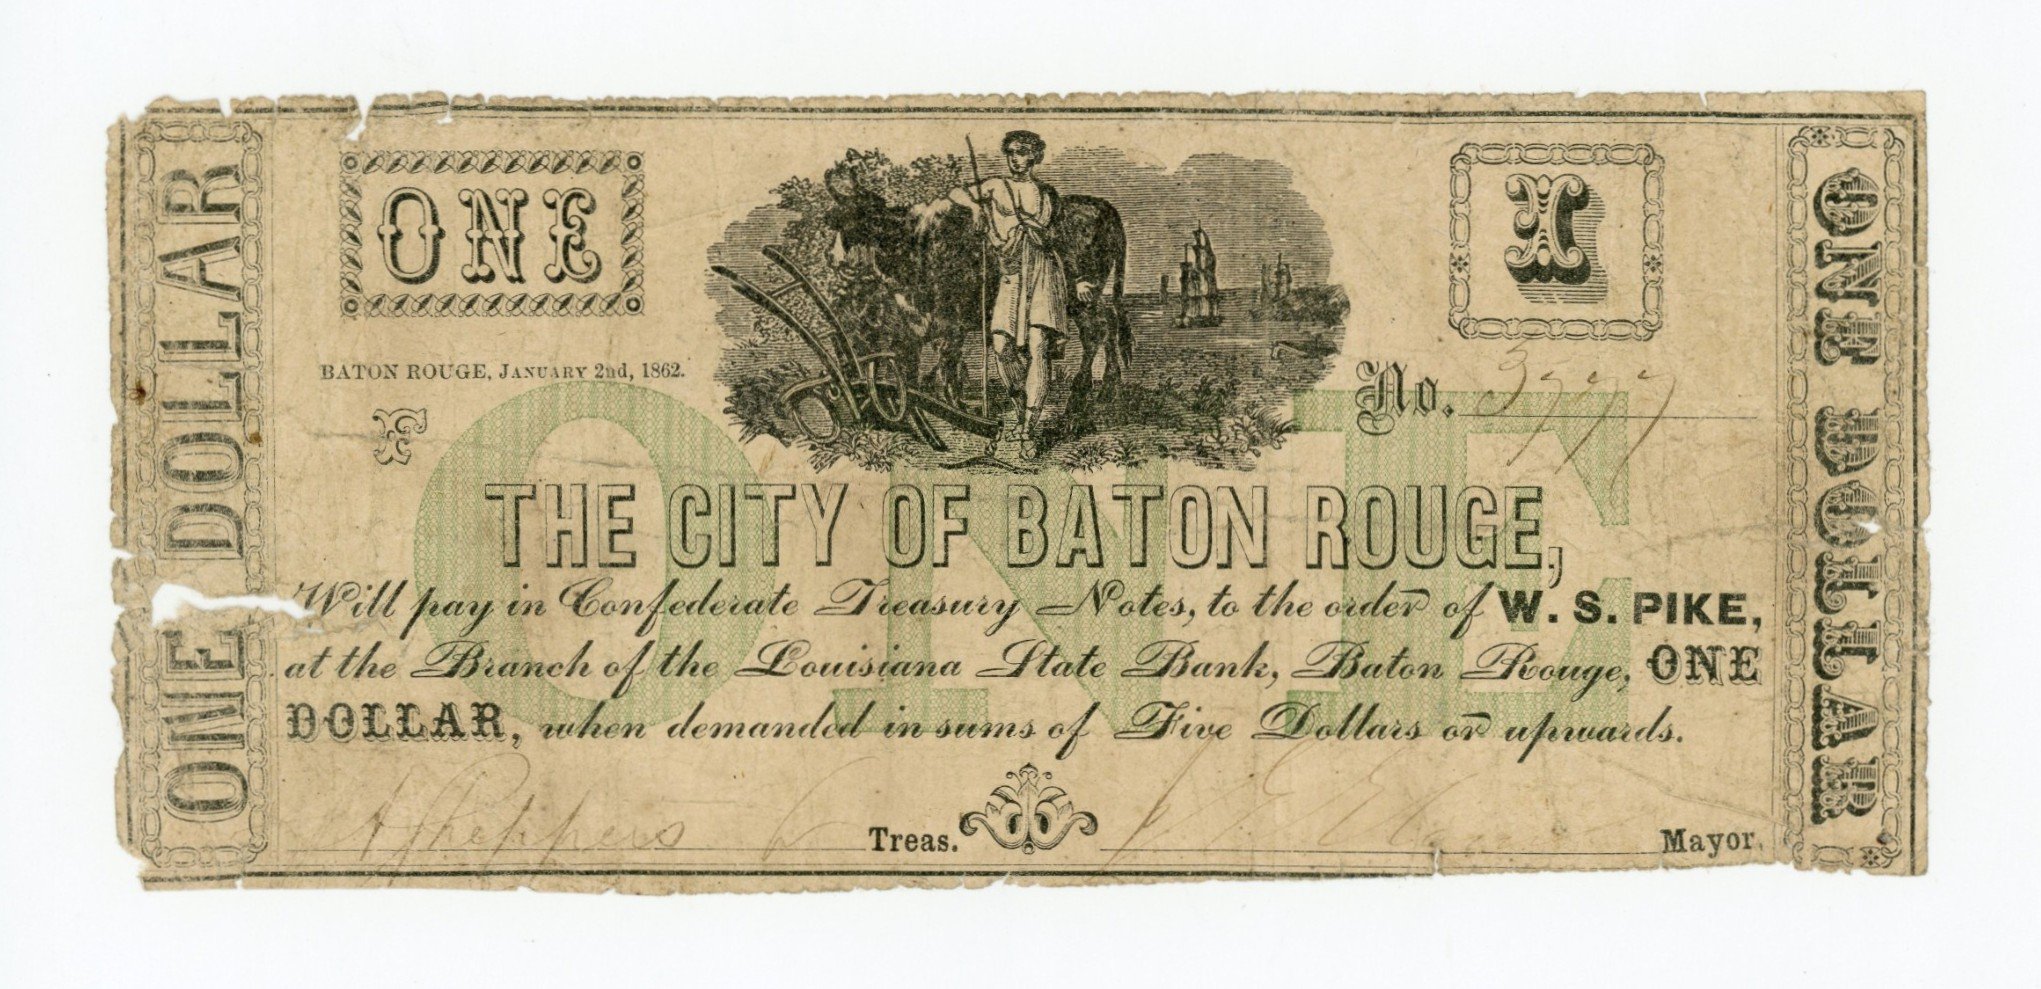 ONE DOLLAR
ONE
I
ONE DOLLAR
BATON ROUGE, JANUARY 2nd, 1862.
No. 3777
F
ONE
THE CITY OF BATON ROUGE,
Will pay in Confederate Treasury Notes, to the order of W. S. PIKE,
at the Branch of the Louisiana State Bank, Baton Rouge, ONE
DOLLAR, when demanded in sums of Five Dollars or upwards.
Treas.
Mayor.